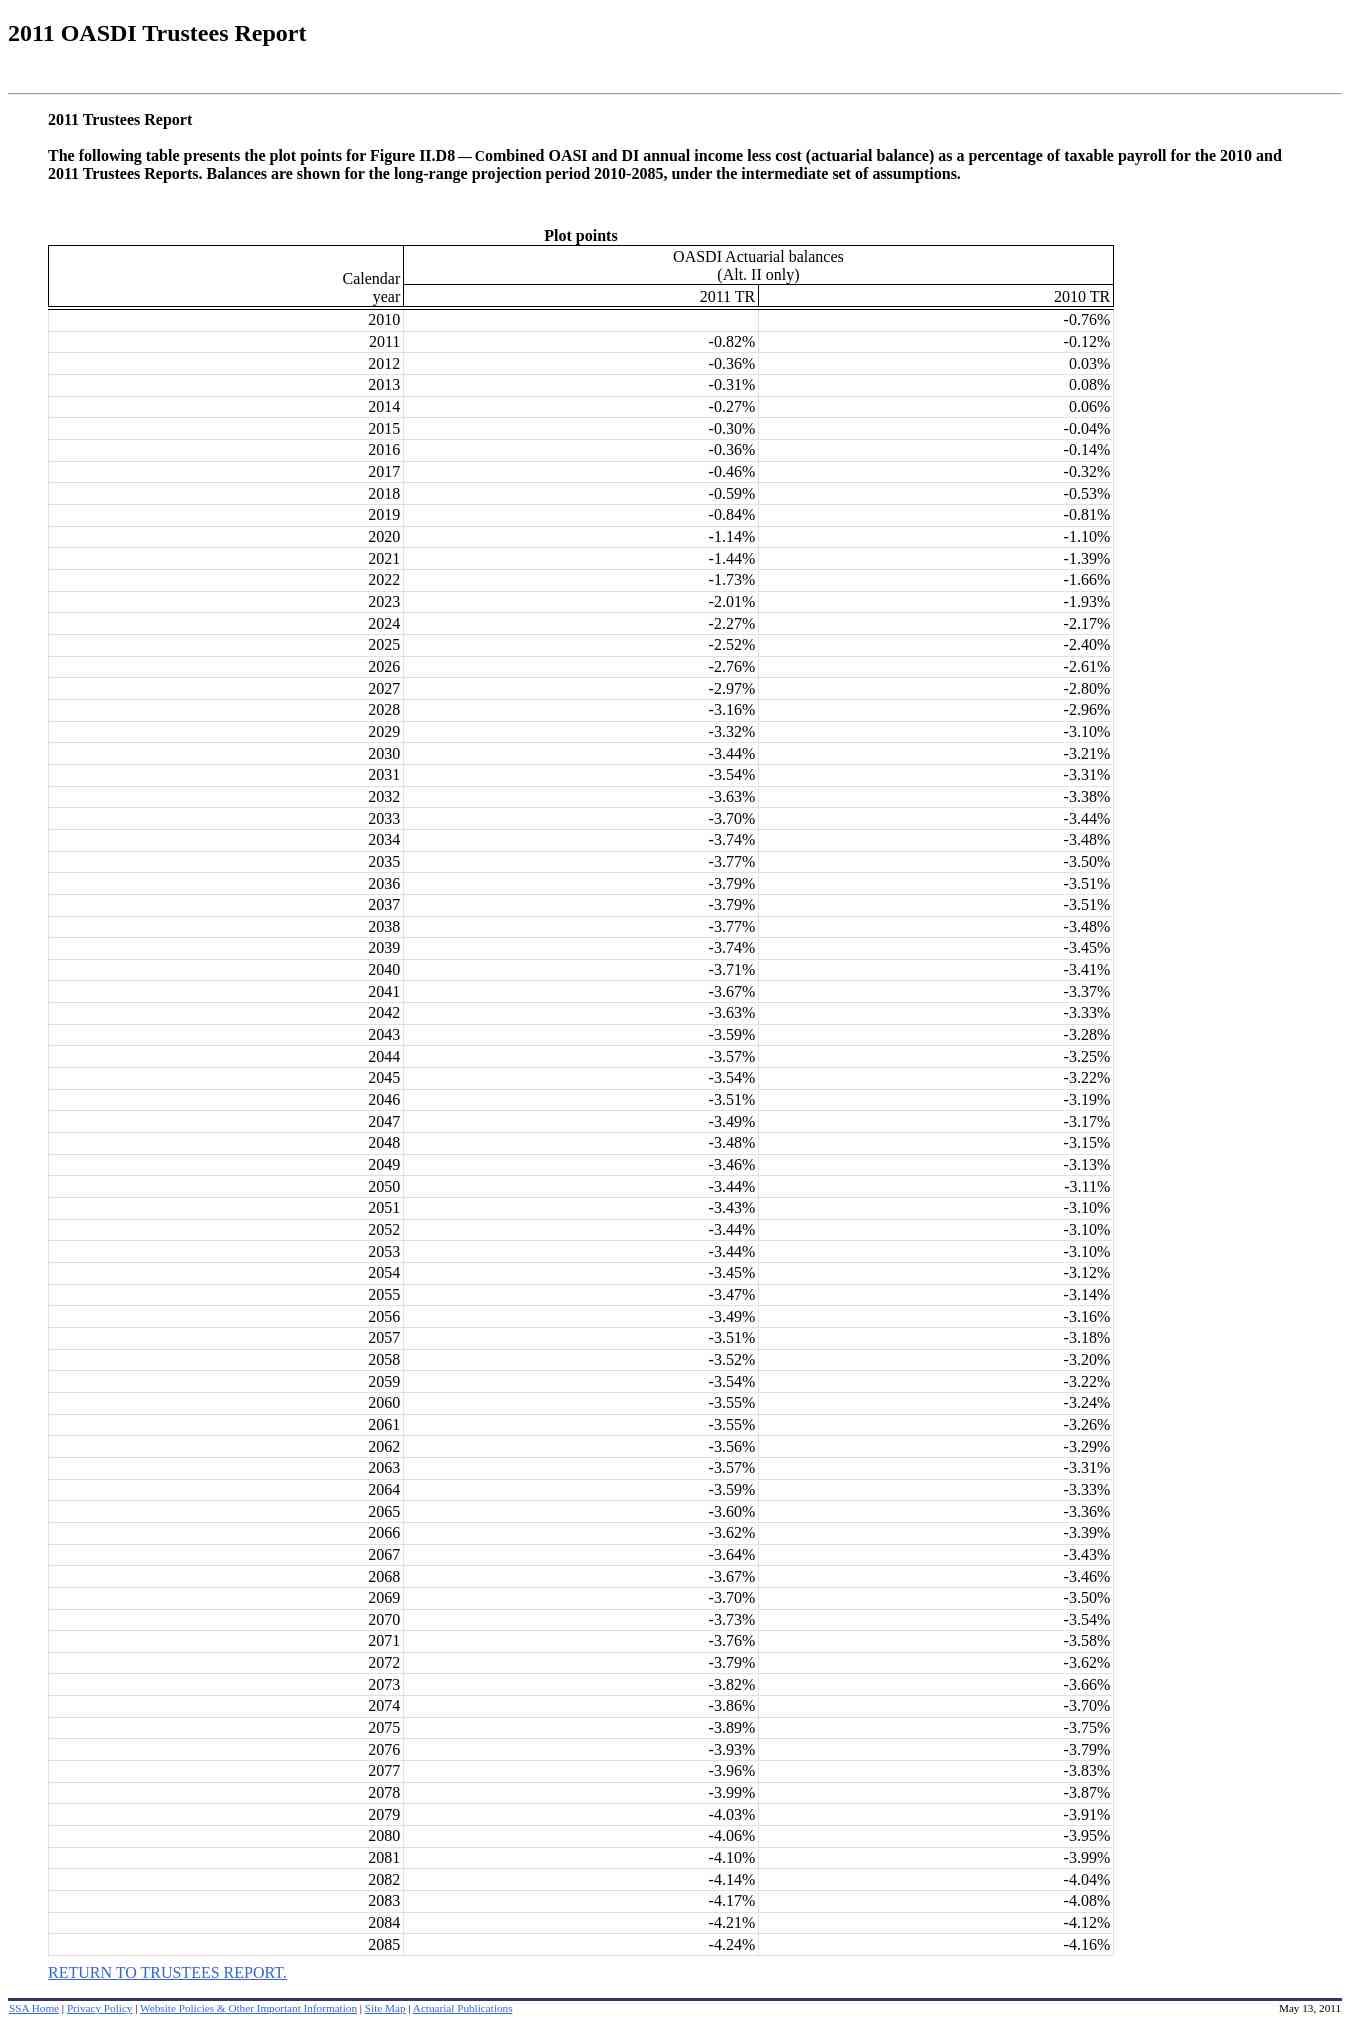 2011 OASDI Trustees Report
2011 Trustees Report
The following table presents the plot points for Figure II.D8 — Combined OASI and DI annual income less cost (actuarial balance) as a percentage of taxable payroll for the 2010 and
2011 Trustees Reports. Balances are shown for the long-range projection period 2010-2085, under the intermediate set of assumptions.
Plot points
OASDI Actuarial balances
(Alt. II only)
Calendar
year
2011 TR 2010 TR
2010 -0.76%
2011 -0.82% -0.12%
2012 -0.36% 0.03%
2013 -0.31% 0.08%
2014 -0.27% 0.06%
2015 -0.30% -0.04%
2016 -0.36% -0.14%
2017 -0.46% -0.32%
2018 -0.59% -0.53%
2019 -0.84% -0.81%
2020 -1.14% -1.10%
2021 -1.44% -1.39%
2022 -1.73% -1.66%
2023 -2.01% -1.93%
2024 -2.27% -2.17%
2025 -2.52% -2.40%
2026 -2.76% -2.61%
2027 -2.97% -2.80%
2028 -3.16% -2.96%
2029 -3.32% -3.10%
2030 -3.44% -3.21%
2031 -3.54% -3.31%
2032 -3.63% -3.38%
2033 -3.70% -3.44%
2034 -3.74% -3.48%
2035 -3.77% -3.50%
2036 -3.79% -3.51%
2037 -3.79% -3.51%
2038 -3.77% -3.48%
2039 -3.74% -3.45%
2040 -3.71% -3.41%
2041 -3.67% -3.37%
2042 -3.63% -3.33%
2043 -3.59% -3.28%
2044 -3.57% -3.25%
2045 -3.54% -3.22%
2046 -3.51% -3.19%
2047 -3.49% -3.17%
2048 -3.48% -3.15%
2049 -3.46% -3.13%
2050 -3.44% -3.11%
2051 -3.43% -3.10%
2052 -3.44% -3.10%
2053 -3.44% -3.10%
2054 -3.45% -3.12%
2055 -3.47% -3.14%
2056 -3.49% -3.16%
2057 -3.51% -3.18%
2058 -3.52% -3.20%
2059 -3.54% -3.22%
2060 -3.55% -3.24%
2061 -3.55% -3.26%
2062 -3.56% -3.29%
2063 -3.57% -3.31%
2064 -3.59% -3.33%
2065 -3.60% -3.36%
2066 -3.62% -3.39%
2067 -3.64% -3.43%
2068 -3.67% -3.46%
2069 -3.70% -3.50%
2070 -3.73% -3.54%
2071 -3.76% -3.58%
2072 -3.79% -3.62%
2073 -3.82% -3.66%
2074 -3.86% -3.70%
2075 -3.89% -3.75%
2076 -3.93% -3.79%
2077 -3.96% -3.83%
2078 -3.99% -3.87%
2079 -4.03% -3.91%
2080 -4.06% -3.95%
2081 -4.10% -3.99%
2082 -4.14% -4.04%
2083 -4.17% -4.08%
2084 -4.21% -4.12%
2085 -4.24% -4.16%
RETURN TO TRUSTEES REPORT.
SSA Home | Privacy Policy | Website Policies & Other Important Information | Site Map | Actuarial Publications May 13, 2011